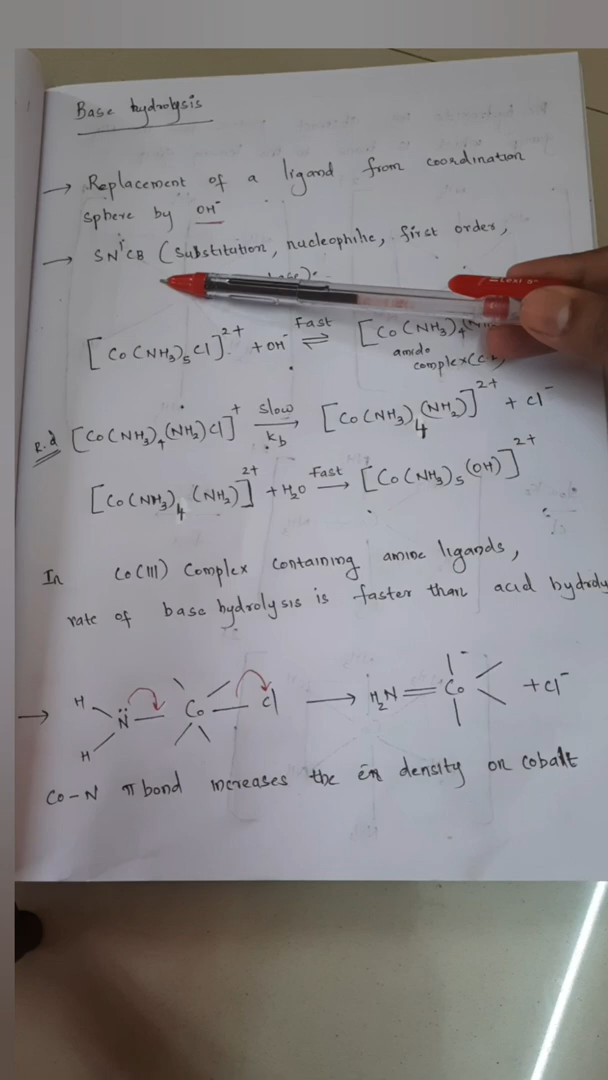 Base hydrolysis
→ Replacement of a ligand from coordination
sphere by OH⁻
→ SN¹CB (Substitution, nucleophilic, first order,
base).
[Co(NH₃)₅Cl]²⁺ + OH⁻ ⇌ [Co(NH₃)₄(
Fast
amido
complex(C.B)
R.d [Co(NH₃)₄(NH₂)Cl]⁺ → [Co(NH₃)₄(NH₂)]²⁺ + Cl⁻
slow
k_b
[Co(NH₃)₄(NH₂)]²⁺ + H₂O → [Co(NH₃)₅(OH)]²⁺
Fast
In Co(III) Complex containing amine ligands,
rate of base hydrolysis is faster than acid
→ H H N̈ — Co — Cl → H₂N = Co⁻ + Cl⁻
Co-N π bond increases the density on cobalt